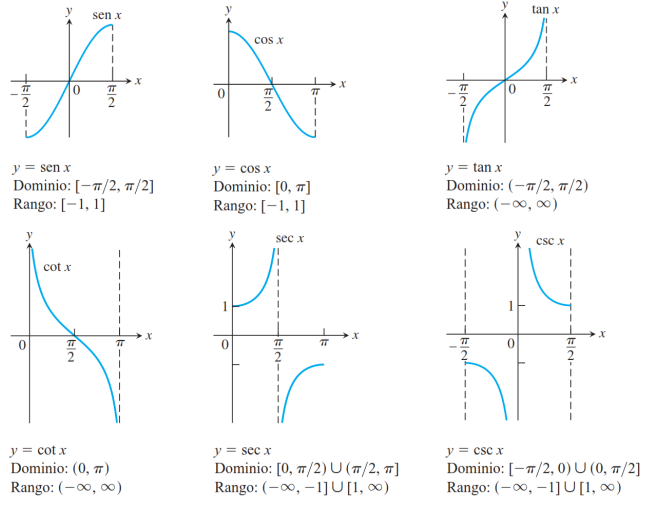 y
sen x
x
−π/2
0
π/2
y = sen x
Dominio: [−π/2, π/2]
Rango: [−1, 1]
y
cos x
x
0
π/2
π
y = cos x
Dominio: [0, π]
Rango: [−1, 1]
y
tan x
x
−π/2
0
π/2
y = tan x
Dominio: (−π/2, π/2)
Rango: (−∞, ∞)
y
cot x
x
0
π/2
π
y = cot x
Dominio: (0, π)
Rango: (−∞, ∞)
y
sec x
1
x
0
π/2
π
y = sec x
Dominio: [0, π/2) ∪ (π/2, π]
Rango: (−∞, −1] ∪ [1, ∞)
y
csc x
1
x
−π/2
0
π/2
y = csc x
Dominio: [−π/2, 0) ∪ (0, π/2]
Rango: (−∞, −1] ∪ [1, ∞)